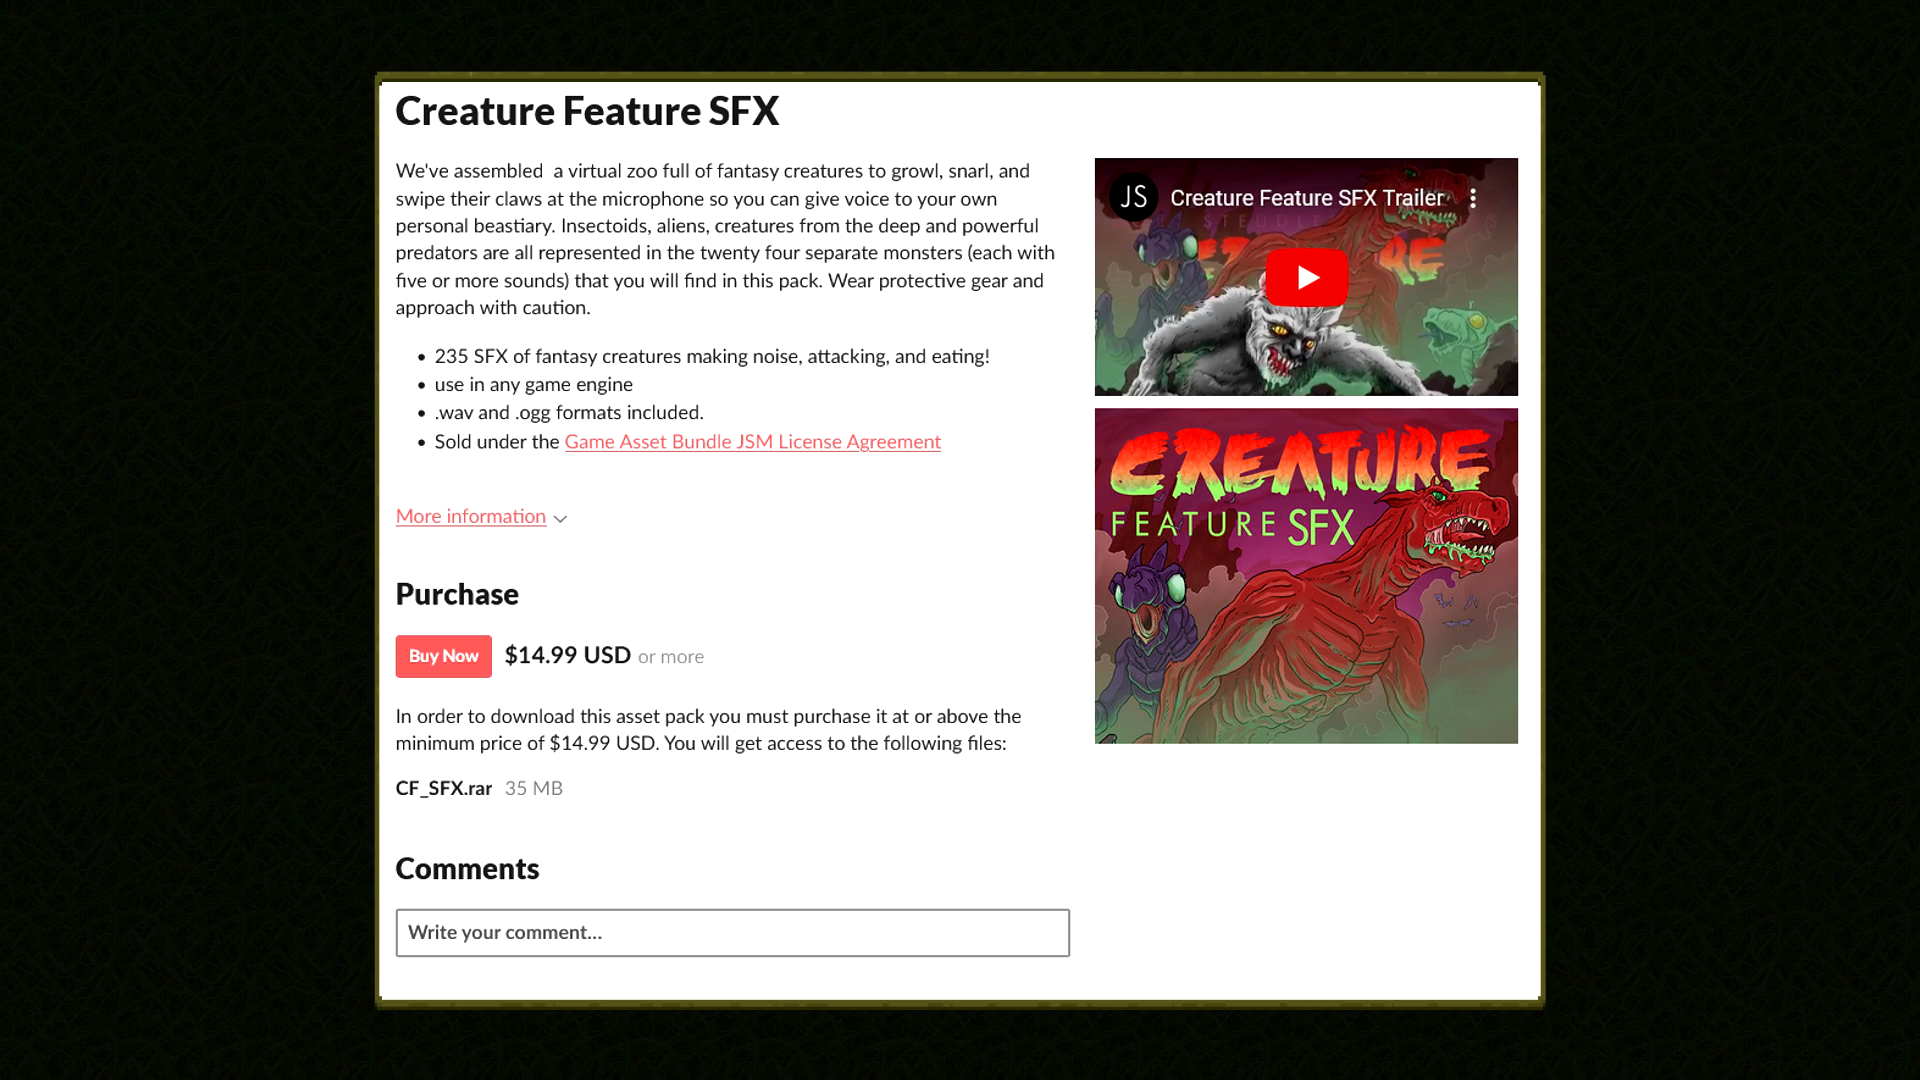 Creature Feature SFX
We've assembled  a virtual zoo full of fantasy creatures to growl, snarl, and
swipe their claws at the microphone so you can give voice to your own
personal beastiary. Insectoids, aliens, creatures from the deep and powerful
predators are all represented in the twenty four separate monsters (each with
five or more sounds) that you will find in this pack. Wear protective gear and
approach with caution.
• 235 SFX of fantasy creatures making noise, attacking, and eating!
• use in any game engine
• .wav and .ogg formats included.
• Sold under the Game Asset Bundle JSM License Agreement
More information
Purchase
Buy Now $14.99 USD or more
In order to download this asset pack you must purchase it at or above the
minimum price of $14.99 USD. You will get access to the following files:
CF_SFX.rar 35 MB
Comments
Write your comment...
JS Creature Feature SFX Trailer
CREATURE
FEATURE SFX